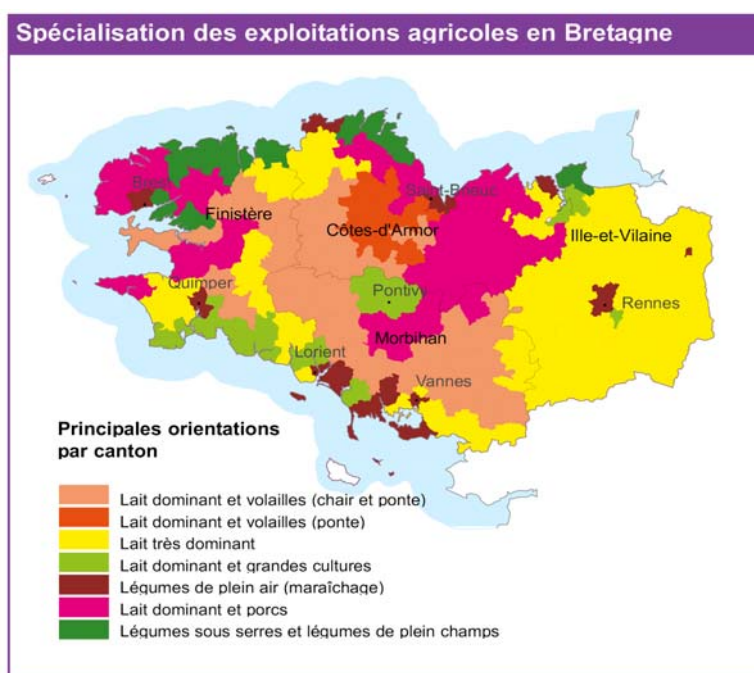 Spécialisation des exploitations agricoles en Bretagne
Brest
Saint-Brieuc
Finistère
Côtes-d'Armor
Ille-et-Vilaine
Quimper
Pontivy
Rennes
Morbihan
Lorient
Vannes
Principales orientations
par canton
Lait dominant et volailles (chair et ponte)
Lait dominant et volailles (ponte)
Lait très dominant
Lait dominant et grandes cultures
Légumes de plein air (maraîchage)
Lait dominant et porcs
Légumes sous serres et légumes de plein champs